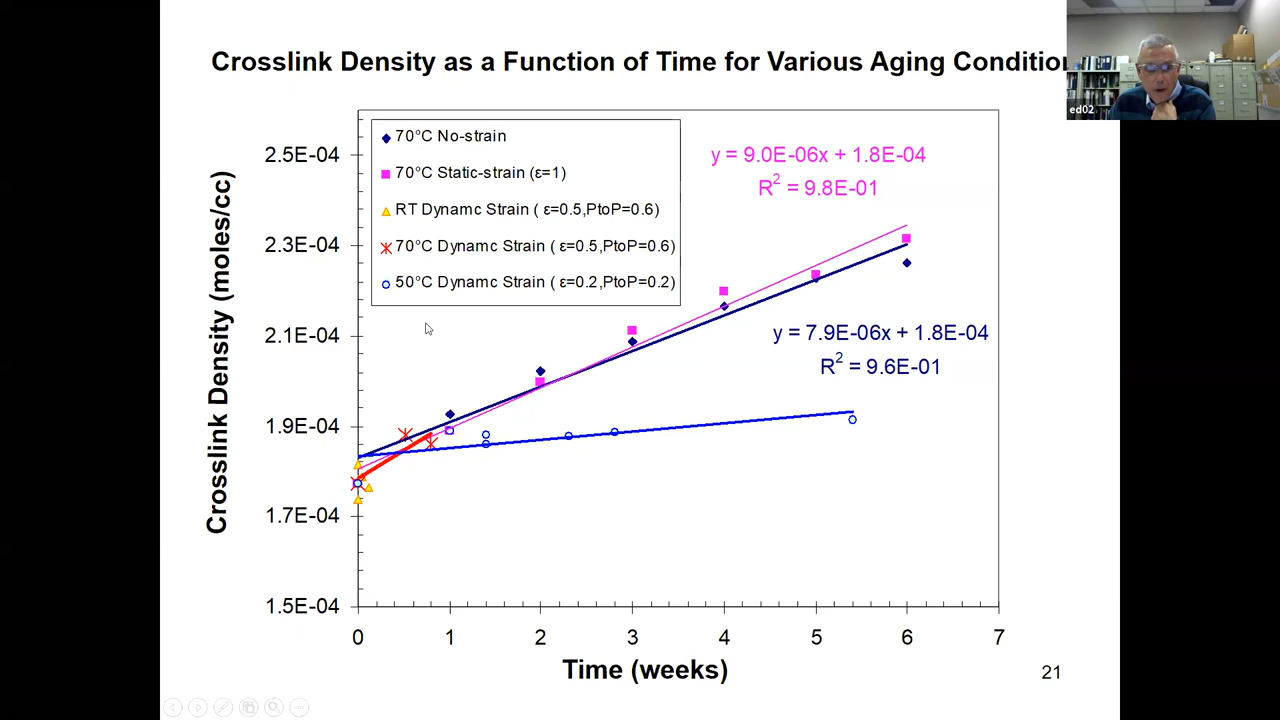 Crosslink Density as a Function of Time for Various Aging Conditio
ed02
70°C No-strain
70°C Static-strain (ε=1)
RT Dynamc Strain ( ε=0.5,PtoP=0.6)
70°C Dynamc Strain ( ε=0.5,PtoP=0.6)
50°C Dynamc Strain ( ε=0.2,PtoP=0.2)
y = 9.0E-06x + 1.8E-04
R² = 9.8E-01
y = 7.9E-06x + 1.8E-04
R² = 9.6E-01
Crosslink Density (moles/cc)
2.5E-04
2.3E-04
2.1E-04
1.9E-04
1.7E-04
1.5E-04
0 1 2 3 4 5 6 7
Time (weeks)
21